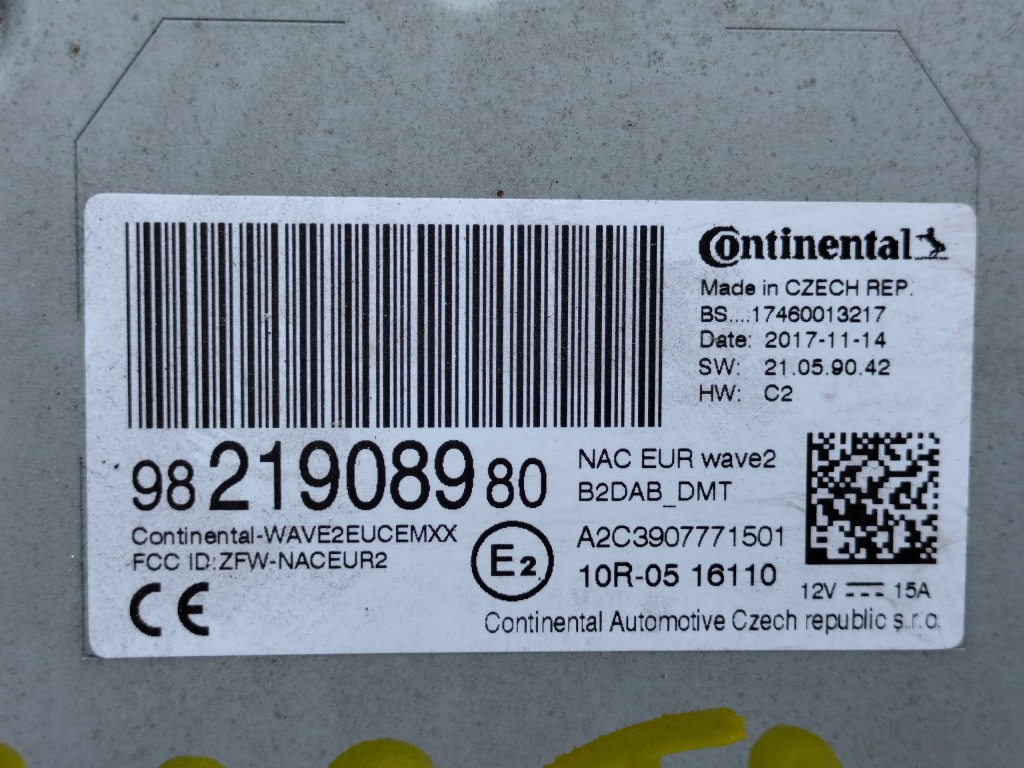 Continental
Made in CZECH REP.
BS....17460013217
Date: 2017-11-14
SW: 21.05.90.42
HW: C2
98 219089 80
NAC EUR wave2
B2DAB_DMT
Continental-WAVE2EUCEMXX
FCC ID:ZFW-NACEUR2
CE
E2
A2C3907771501
10R-05 16110
12V 15A
Continental Automotive Czech republic s.r.o.